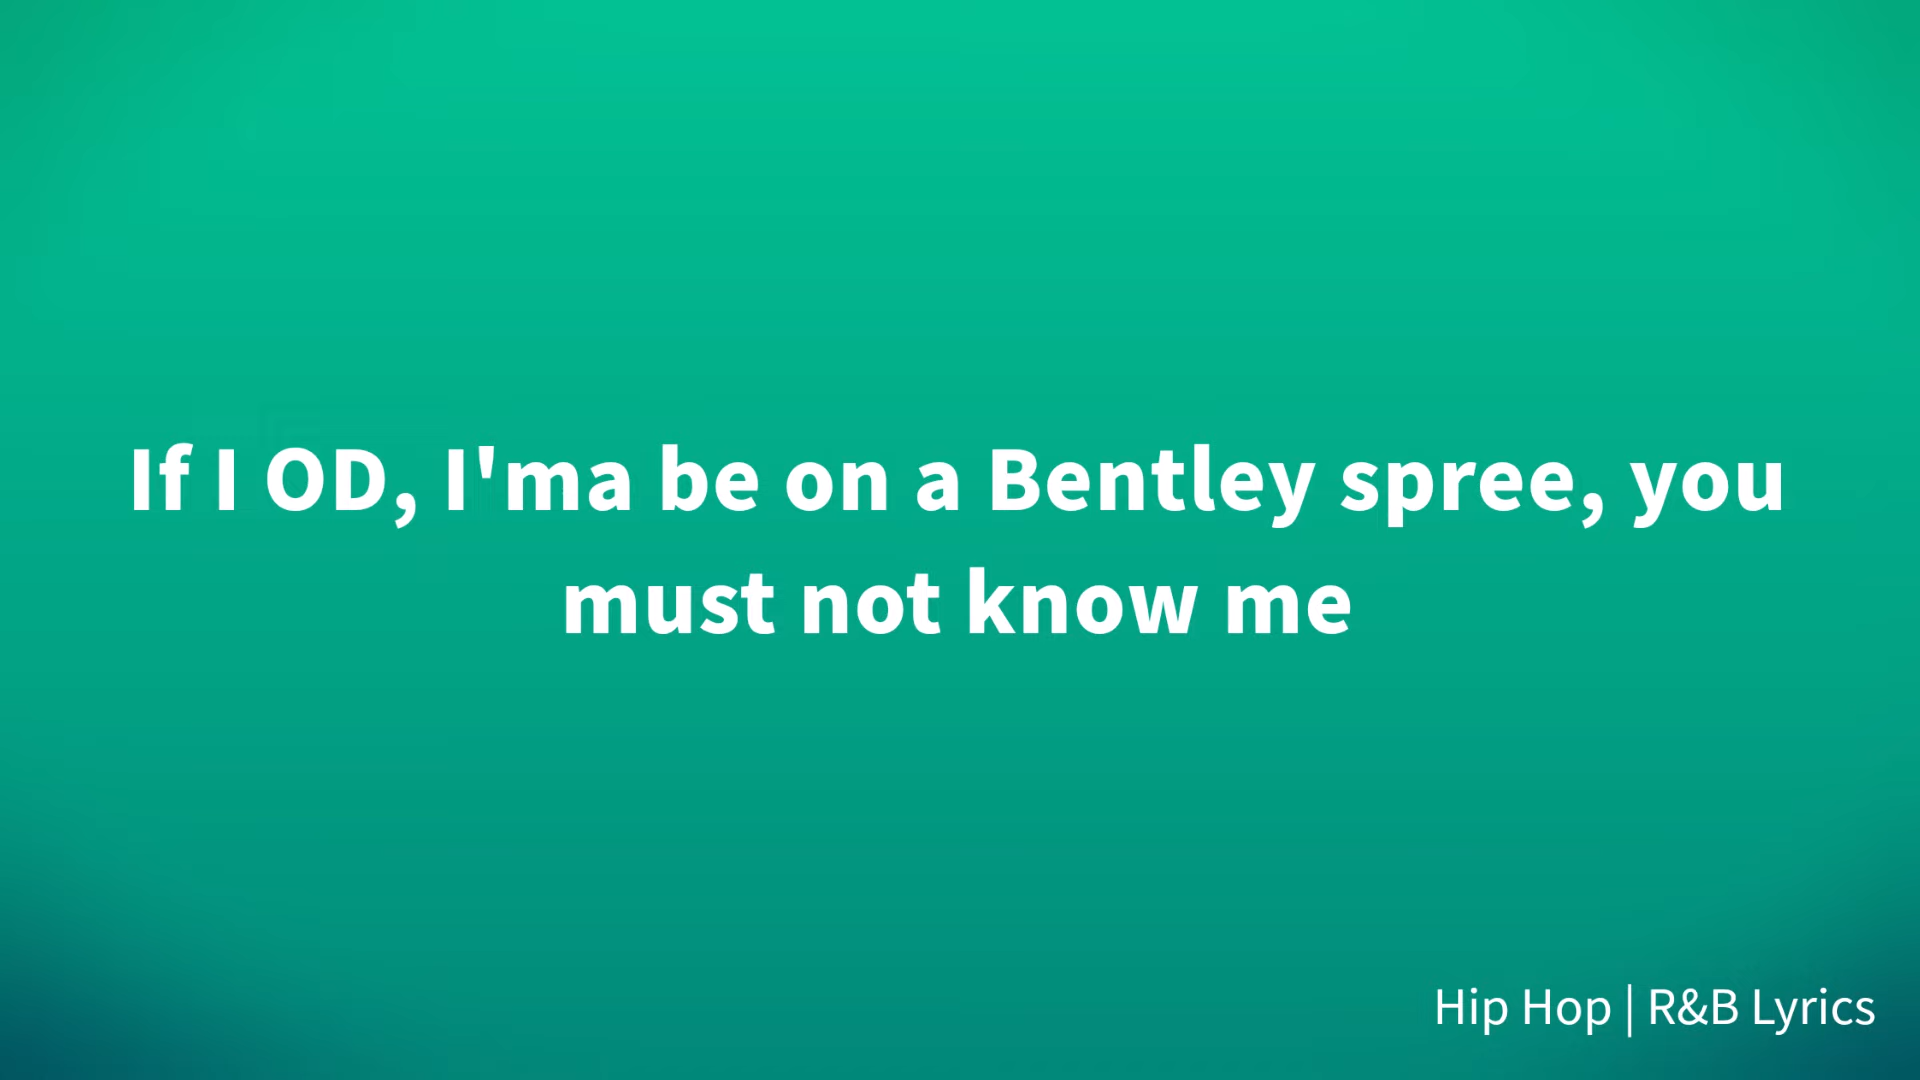 If I OD, I'ma be on a Bentley spree, you
must not know me
Hip Hop | R&B Lyrics